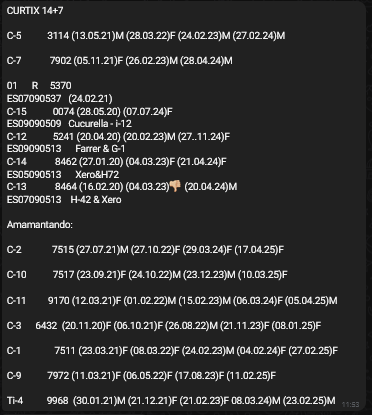 CURTIX 14+7
C-5 3114 (13.05.21)M (28.03.22)F (24.02.23)M (27.02.24)M
C-7 7902 (05.11.21)F (26.02.23)M (28.04.24)M
01 R 5370
ES07090537 (24.02.21)
C-15 0074 (28.05.20) (07.07.24)F
ES09090509 Cucurella - i-12
C-12 5241 (20.04.20) (20.02.23)M (27..11.24)F
ES09090513 Farrer & G-1
C-14 8462 (27.01.20) (04.03.23)F (21.04.24)F
ES05090513 Xero&H72
C-13 8464 (16.02.20) (04.03.23)👎🏼 (20.04.24)M
ES07090513 H-42 & Xero
Amamantando:
C-2 7515 (27.07.21)M (27.10.22)F (29.03.24)F (17.04.25)F
C-10 7517 (23.09.21)F (24.10.22)M (23.12.23)M (10.03.25)F
C-11 9170 (12.03.21)F (01.02.22)M (15.02.23)M (06.03.24)F (05.04.25)M
C-3 6432 (20.11.20)F (06.10.21)F (26.08.22)M (21.11.23)F (08.01.25)F
C-1 7511 (23.03.21)F (08.03.22)F (24.02.23)M (04.02.24)F (27.02.25)F
C-9 7972 (11.03.21)F (06.05.22)F (17.08.23)F (11.02.25)F
Ti-4 9968 (30.01.21)M (21.12.21)F (21.02.23)F 08.03.24)M (23.02.25)M
11:53